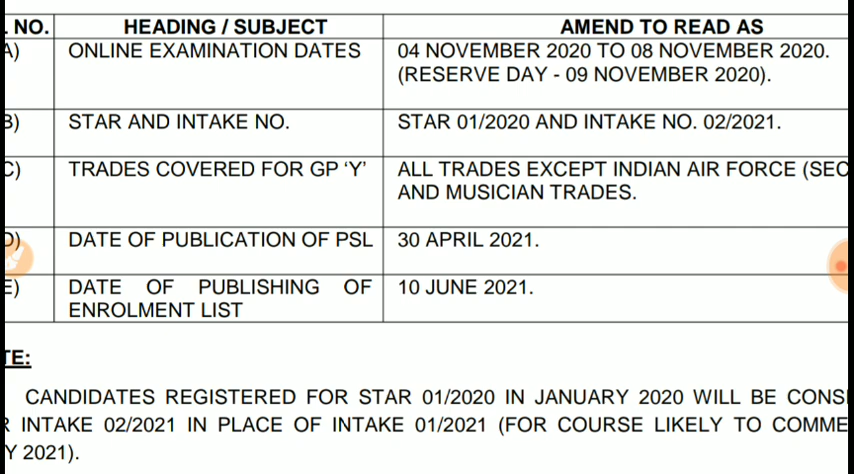 . NO. HEADING / SUBJECT AMEND TO READ AS
A) ONLINE EXAMINATION DATES 04 NOVEMBER 2020 TO 08 NOVEMBER 2020.
(RESERVE DAY - 09 NOVEMBER 2020).
B) STAR AND INTAKE NO. STAR 01/2020 AND INTAKE NO. 02/2021.
C) TRADES COVERED FOR GP ‘Y’ ALL TRADES EXCEPT INDIAN AIR FORCE (SEC
AND MUSICIAN TRADES.
D) DATE OF PUBLICATION OF PSL 30 APRIL 2021.
E) DATE OF PUBLISHING OF 10 JUNE 2021.
ENROLMENT LIST
TE:
CANDIDATES REGISTERED FOR STAR 01/2020 IN JANUARY 2020 WILL BE CONSI
R INTAKE 02/2021 IN PLACE OF INTAKE 01/2021 (FOR COURSE LIKELY TO COMME
Y 2021).